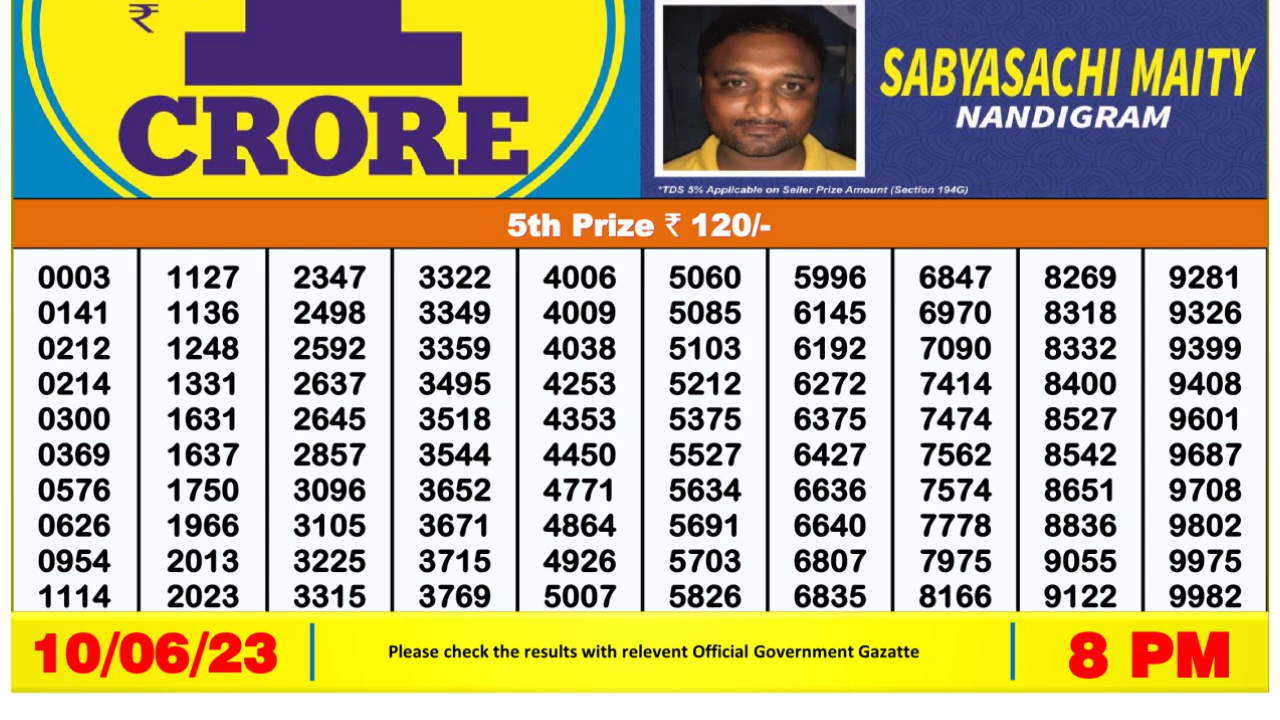 ₹
CRORE
SABYASACHI MAITY
NANDIGRAM
*TDS 5% Applicable on Seller Prize Amount (Section 194G)
5th Prize ₹ 120/-
0003 1127 2347 3322 4006 5060 5996 6847 8269 9281
0141 1136 2498 3349 4009 5085 6145 6970 8318 9326
0212 1248 2592 3359 4038 5103 6192 7090 8332 9399
0214 1331 2637 3495 4253 5212 6272 7414 8400 9408
0300 1631 2645 3518 4353 5375 6375 7474 8527 9601
0369 1637 2857 3544 4450 5527 6427 7562 8542 9687
0576 1750 3096 3652 4771 5634 6636 7574 8651 9708
0626 1966 3105 3671 4864 5691 6640 7778 8836 9802
0954 2013 3225 3715 4926 5703 6807 7975 9055 9975
1114 2023 3315 3769 5007 5826 6835 8166 9122 9982
10/06/23 Please check the results with relevent Official Government Gazatte 8 PM